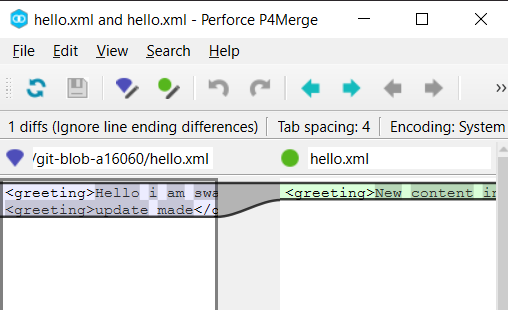 hello.xml and hello.xml - Perforce P4Merge
File Edit View Search Help
»
1 diffs (Ignore line ending differences) Tab spacing: 4 Encoding: System
/git-blob-a16060/hello.xml hello.xml
<greeting>Hello i am swa <greeting>New content in
<greeting>update made</